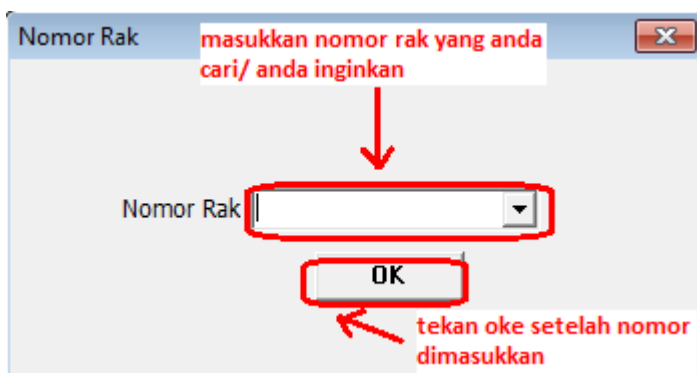 Nomor Rak
masukkan nomor rak yang anda
cari/ anda inginkan
Nomor Rak
OK
tekan oke setelah nomor
dimasukkan